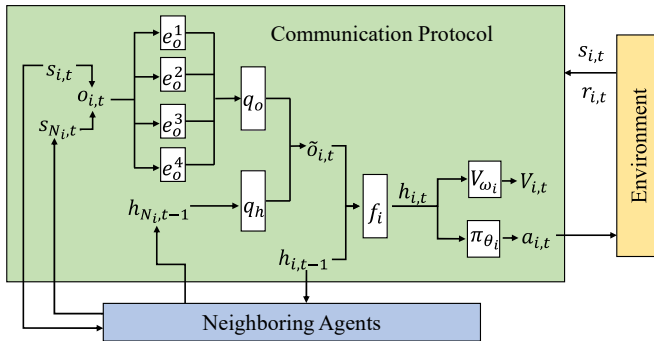 Communication Protocol
s_{i,t}
o_{i,t}
s_{N_i,t}
e_o^1
e_o^2
e_o^3
e_o^4
q_o
q_h
h_{N_i,t-1}
õ_{i,t}
h_{i,t-1}
f_i
h_{i,t}
V_{ω_i}
V_{i,t}
π_{θ_i}
a_{i,t}
s_{i,t}
r_{i,t}
Environment
Neighboring Agents